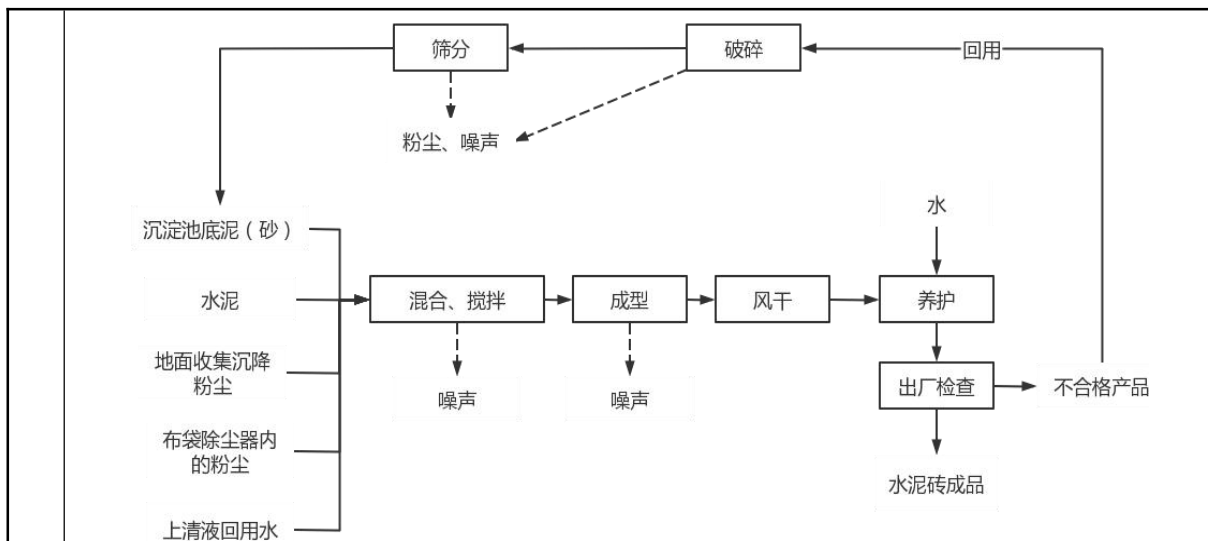 筛分
破碎
回用
粉尘、噪声
沉淀池底泥（砂）
水
水泥
混合、搅拌
成型
风干
养护
地面收集沉降
粉尘
噪声
噪声
出厂检查
不合格产品
布袋除尘器内
的粉尘
水泥砖成品
上清液回用水